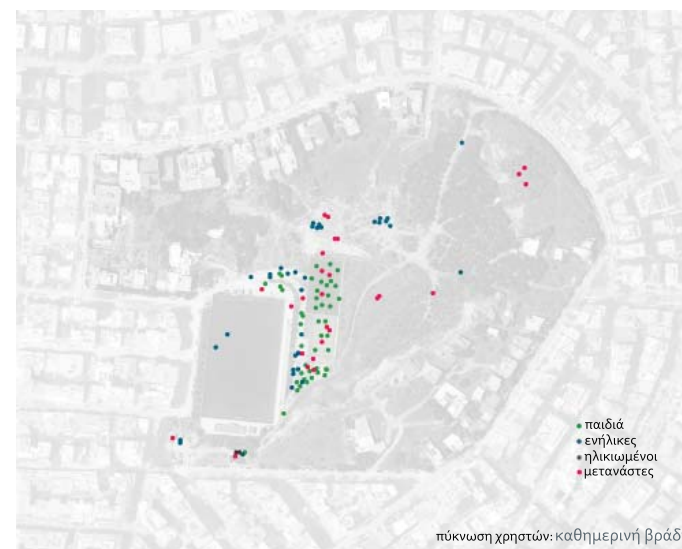 παιδιά
ενήλικες
ηλικιωμένοι
μετανάστες
πύκνωση χρηστών: καθημερινή βράδ